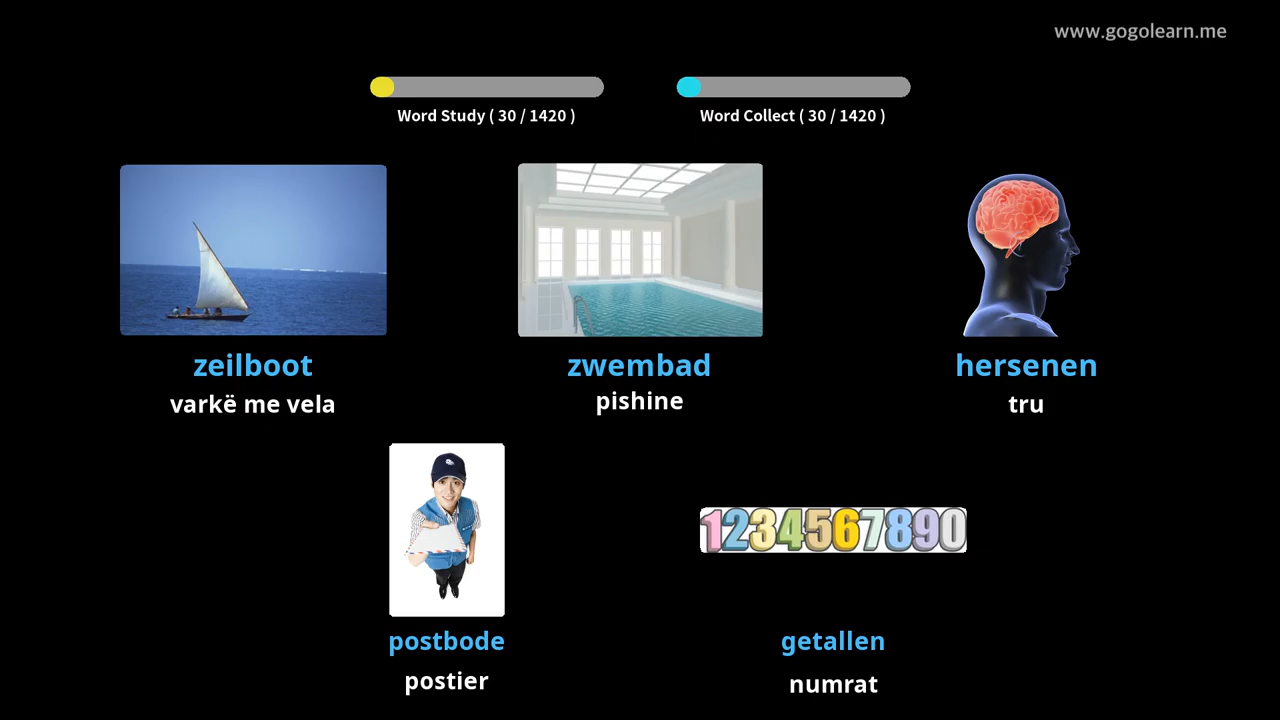 www.gogolearn.me
Word Study ( 30 / 1420 )
Word Collect ( 30 / 1420 )
zeilboot
varkë me vela
zwembad
pishine
hersenen
tru
1234567890
postbode
postier
getallen
numrat